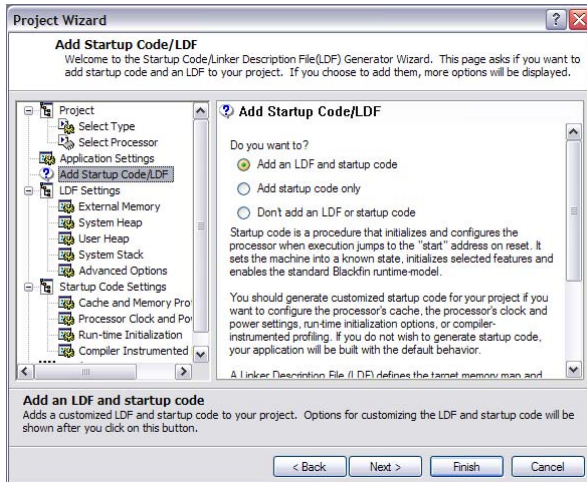 Project Wizard
Add Startup Code/LDF
Welcome to the Startup Code/Linker Description File(LDF) Generator Wizard. This page asks if you want to
add startup code and an LDF to your project. If you choose to add them, more options will be displayed.
Project
Select Type
Select Processor
Application Settings
Add Startup Code/LDF
LDF Settings
External Memory
System Heap
User Heap
System Stack
Advanced Options
Startup Code Settings
Cache and Memory Pro
Processor Clock and Po
Run-time Initialization
Compiler Instrumented
Add Startup Code/LDF
Do you want to?
Add an LDF and startup code
Add startup code only
Don't add an LDF or startup code
Startup code is a procedure that initializes and configures the
processor when execution jumps to the "start" address on reset. It
sets the machine into a known state, initializes selected features and
enables the standard Blackfin runtime-model.
You should generate customized startup code for your project if you
want to configure the processor's cache, the processor's clock and
power settings, run-time initialization options, or compiler-
instrumented profiling. If you do not wish to generate startup code,
your application will be built with the default behavior.
A Linker Description File (LDF) defines the target memory map and
Add an LDF and startup code
Adds a customized LDF and startup code to your project. Options for customizing the LDF and startup code will be
shown after you click on this button.
< Back
Next >
Finish
Cancel